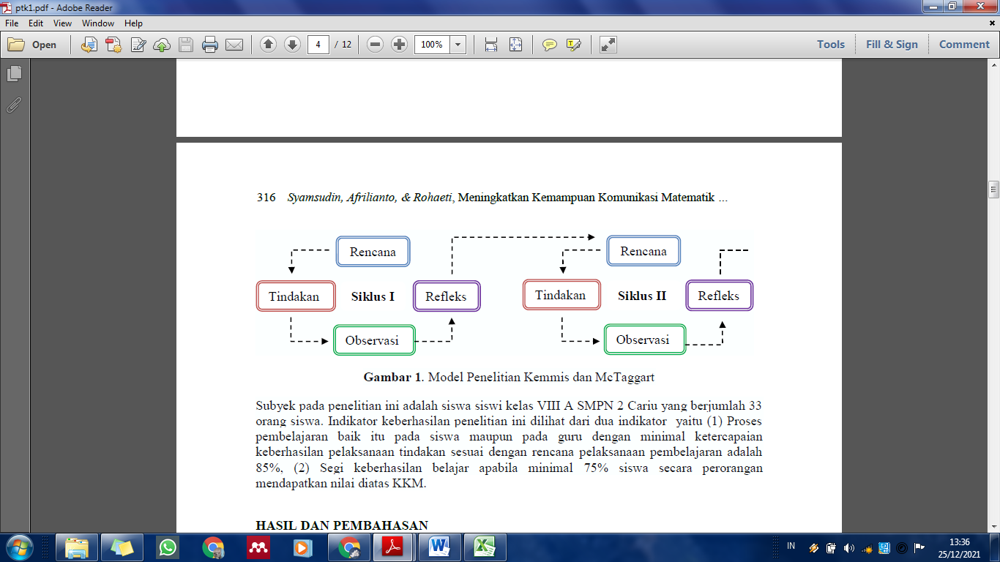 ptk1.pdf - Adobe Reader
File Edit View Window Help
Open 4 / 12 100% Tools Fill & Sign Comment
316 Syamsudin, Afrilianto, & Rohaeti, Meningkatkan Kemampuan Komunikasi Matematik ...
Rencana
Tindakan Siklus I Refleks
Observasi
Rencana
Tindakan Siklus II Refleks
Observasi
Gambar 1. Model Penelitian Kemmis dan McTaggart
Subyek pada penelitian ini adalah siswa siswi kelas VIII A SMPN 2 Cariu yang berjumlah 33
orang siswa. Indikator keberhasilan penelitian ini dilihat dari dua indikator yaitu (1) Proses
pembelajaran baik itu pada siswa maupun pada guru dengan minimal ketercapaian
keberhasilan pelaksanaan tindakan sesuai dengan rencana pelaksanaan pembelajaran adalah
85%, (2) Segi keberhasilan belajar apabila minimal 75% siswa secara perorangan
mendapatkan nilai diatas KKM.
HASIL DAN PEMBAHASAN
IN 13:36
25/12/2021